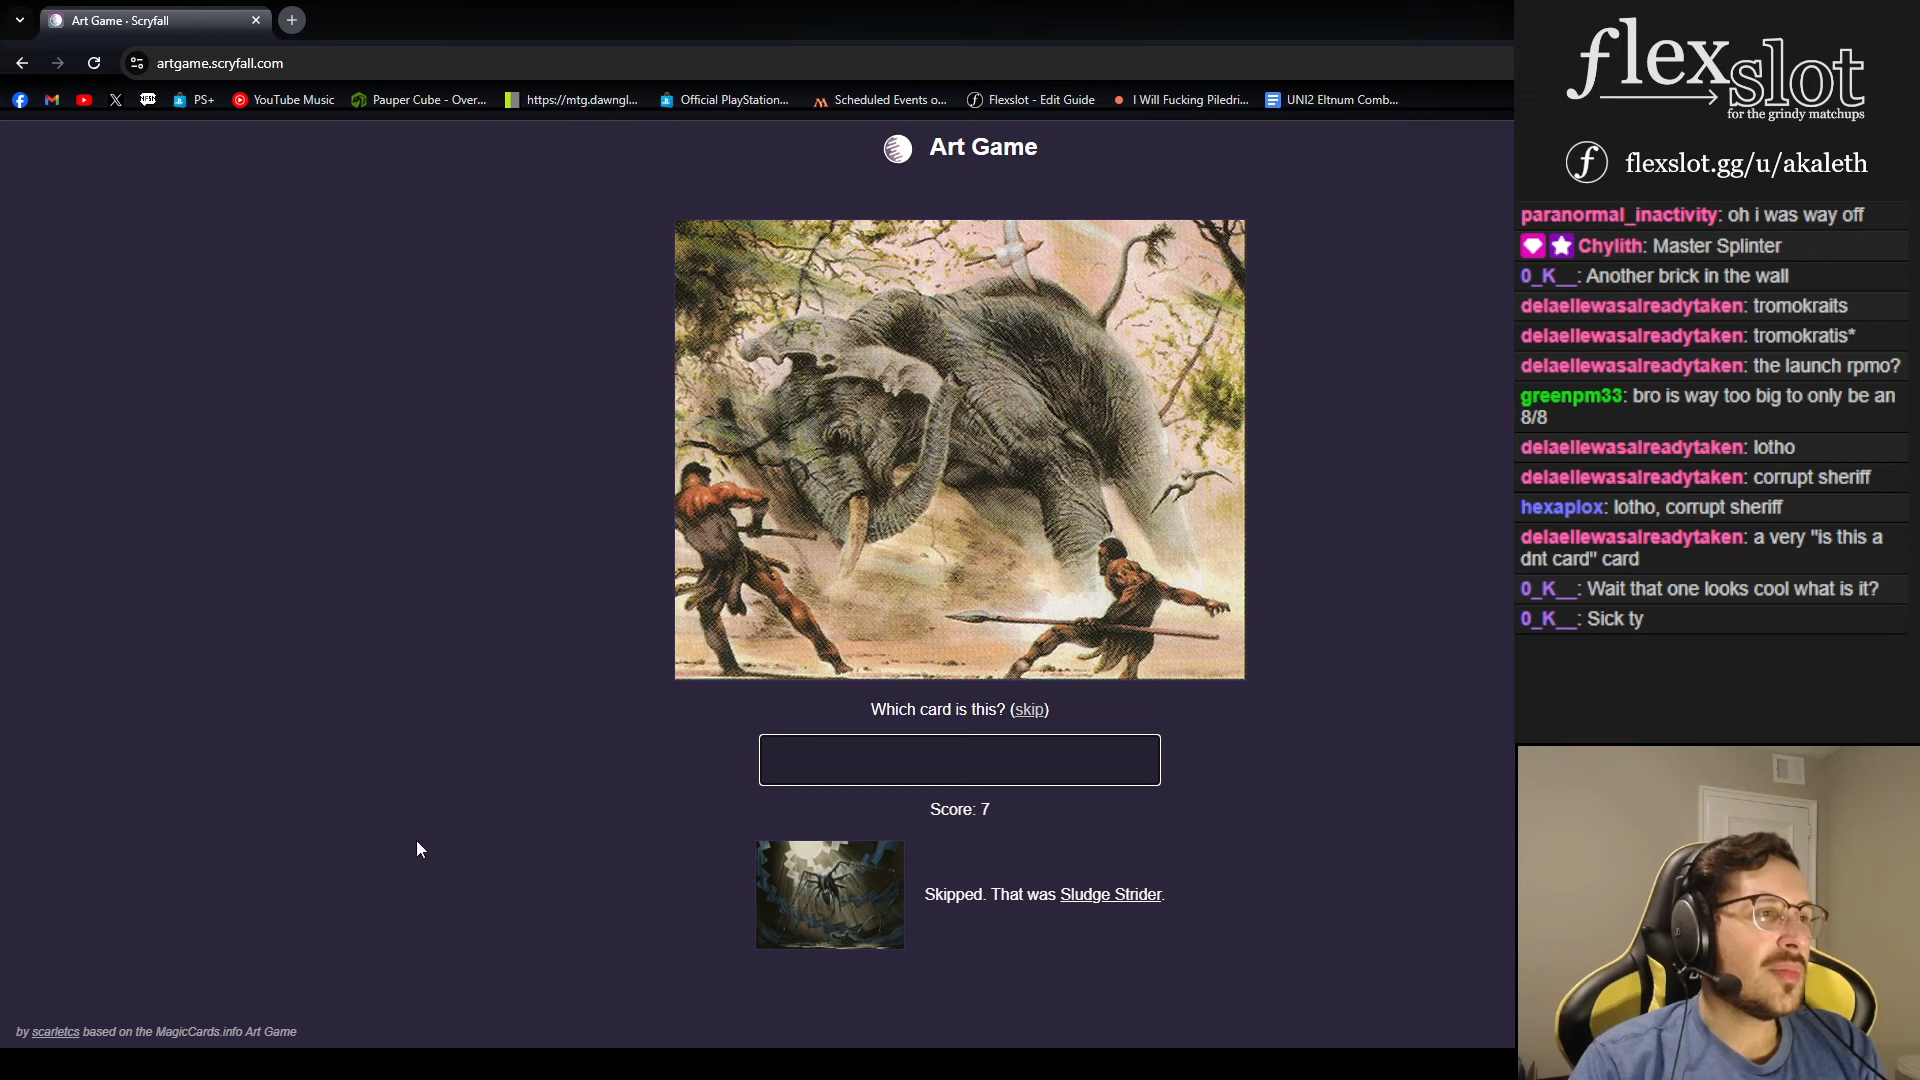 Art Game · Scryfall
artgame.scryfall.com
PS+
YouTube Music
Pauper Cube - Over...
https://mtg.dawngl...
Official PlayStation...
Scheduled Events o...
Flexslot - Edit Guide
I Will Fucking Piledri...
UNI2 Eltnum Comb...
Art Game
Which card is this? (skip)
Score: 7
Skipped. That was Sludge Strider.
by scarletcs based on the MagicCards.info Art Game
flex
slot
for the grindy matchups
f flexslot.gg/u/akaleth
paranormal_inactivity: oh i was way off
Chylith: Master Splinter
0_K__: Another brick in the wall
delaellewasalreadytaken: tromokraits
delaellewasalreadytaken: tromokratis*
delaellewasalreadytaken: the launch rpmo?
greenpm33: bro is way too big to only be an
8/8
delaellewasalreadytaken: lotho
delaellewasalreadytaken: corrupt sheriff
hexaplox: lotho, corrupt sheriff
delaellewasalreadytaken: a very "is this a
dnt card" card
0_K__: Wait that one looks cool what is it?
0_K__: Sick ty